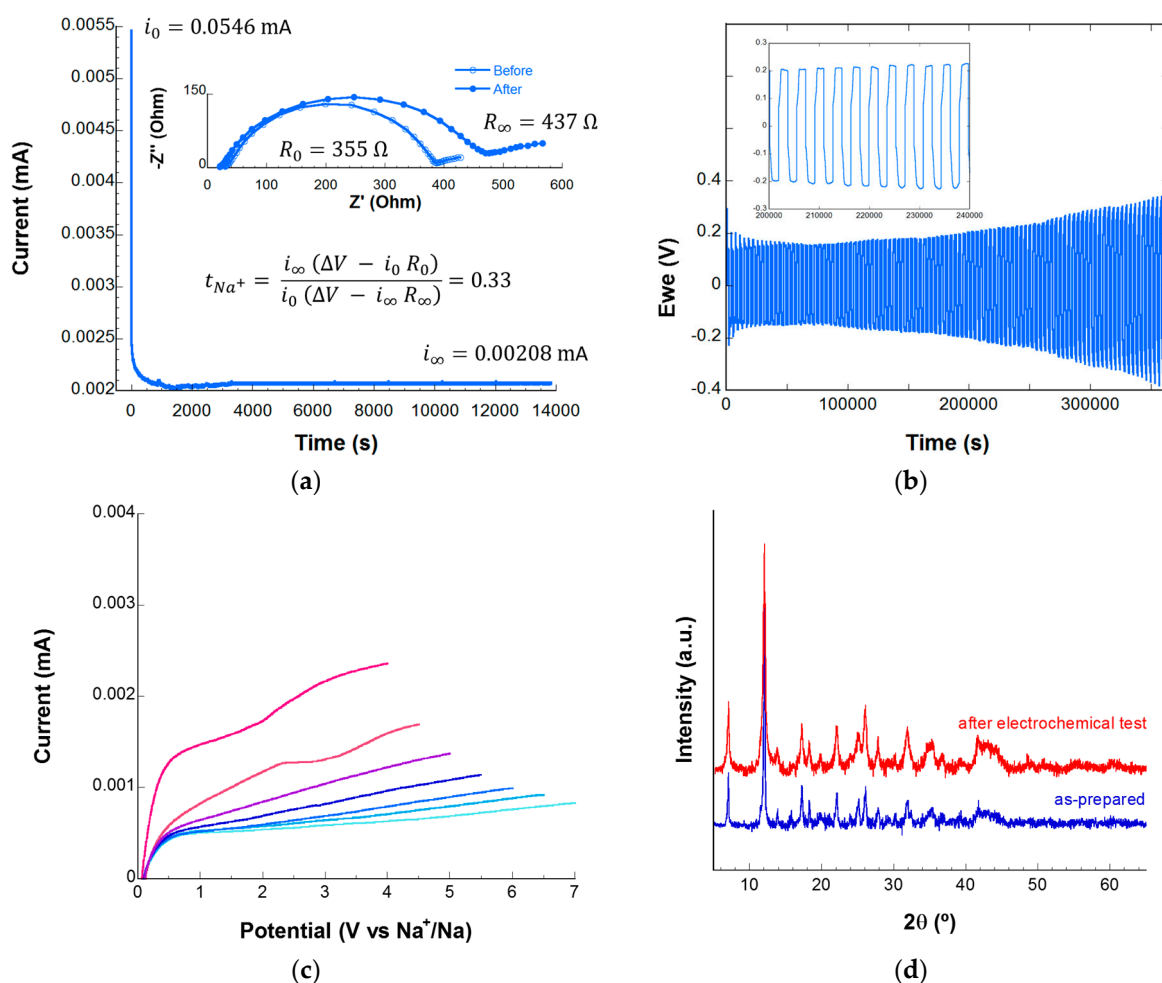 i₀ = 0.0546 mA
0.0055
0.005
0.0045
0.004
0.0035
0.003
0.0025
0.002
Current (mA)
0 2000 4000 6000 8000 10000 12000 14000
Time (s)
Before
After
150
0
-Z'' (Ohm)
R₀ = 355 Ω
R∞ = 437 Ω
0 100 200 300 400 500 600
Z' (Ohm)
t_Na⁺ = i∞ (ΔV − i₀ R₀) / i₀ (ΔV − i∞ R∞) = 0.33
i∞ = 0.00208 mA
(a)
0.3
0.2
0.1
0
-0.1
-0.2
-0.3
200000 210000 220000 230000 240000
0.4
0.2
0
-0.2
-0.4
Ewe (V)
0 100000 200000 300000
Time (s)
(b)
0.004
0.003
0.002
0.001
0
Current (mA)
0 1 2 3 4 5 6 7
Potential (V vs Na⁺/Na)
(c)
Intensity (a.u.)
after electrochemical test
as-prepared
10 20 30 40 50 60
2θ (º)
(d)